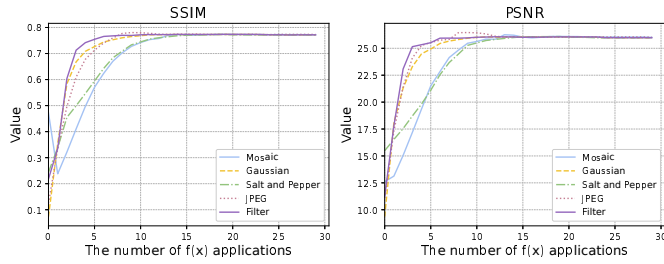 SSIM
0.8
0.7
0.6
0.5
0.4
0.3
0.2
0.1
Value
Mosaic
Gaussian
Salt and Pepper
JPEG
Filter
0 5 10 15 20 25 30
The number of f(x) applications
PSNR
25.0
22.5
20.0
17.5
15.0
12.5
10.0
Value
Mosaic
Gaussian
Salt and Pepper
JPEG
Filter
0 5 10 15 20 25 30
The number of f(x) applications